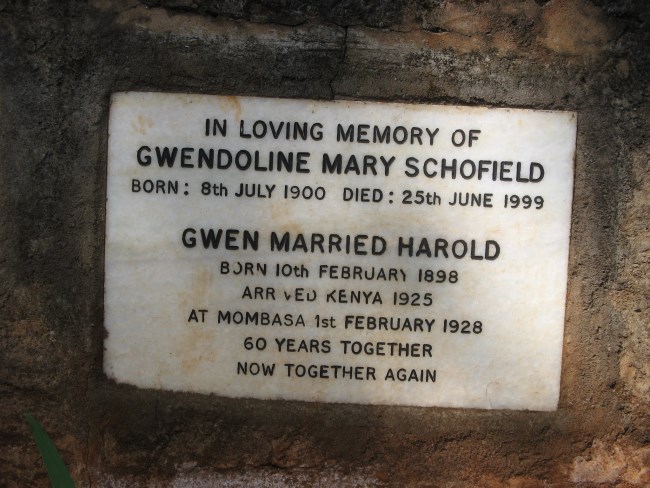 IN LOVING MEMORY OF
GWENDOLINE MARY SCHOFIELD
BORN: 8th JULY 1900 DIED: 25th JUNE 1999
GWEN MARRIED HAROLD
BORN 10th FEBRUARY 1898
ARRIVED KENYA 1925
AT MOMBASA 1st FEBRUARY 1928
60 YEARS TOGETHER
NOW TOGETHER AGAIN